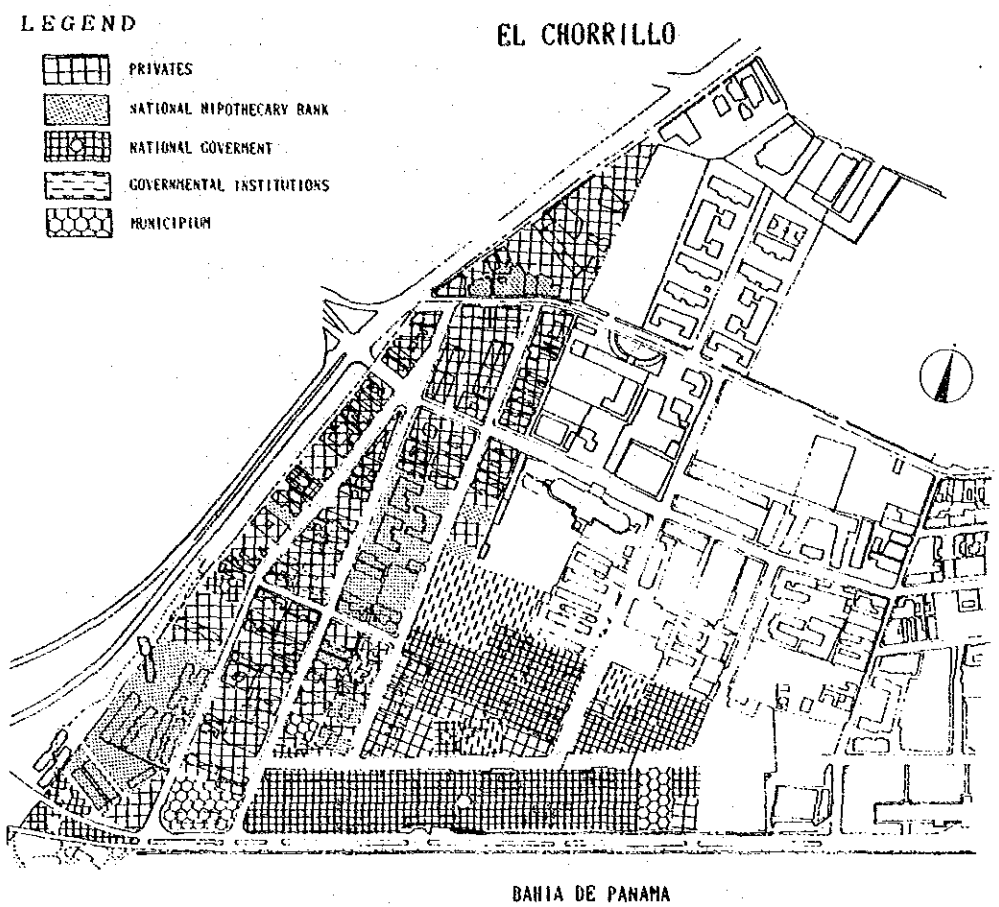 LEGEND
EL CHORRILLO
PRIVATES
NATIONAL HIPOTHECARY BANK
NATIONAL GOVERMENT
GOVERNMENTAL INSTITUTIONS
MUNICIPIUM
BAHIA DE PANAMA